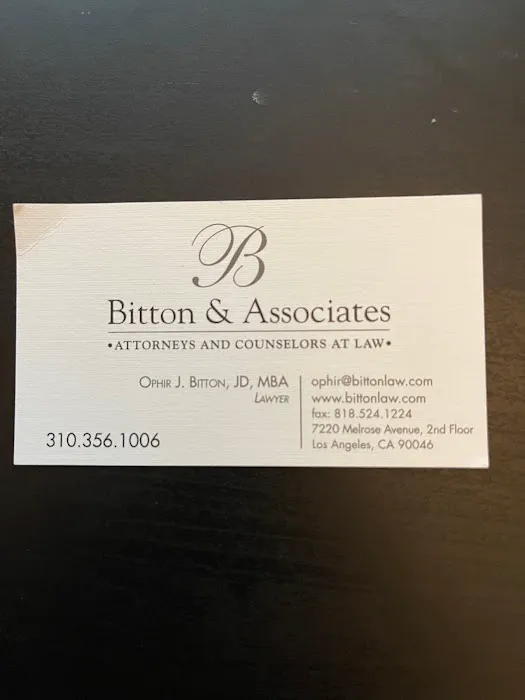 B
Bitton & Associates
•ATTORNEYS AND COUNSELORS AT LAW•
OPHIR J. BITTON, JD, MBA
LAWYER
310.356.1006
ophir@bittonlaw.com
www.bittonlaw.com
fax: 818.524.1224
7220 Melrose Avenue, 2nd Floor
Los Angeles, CA 90046